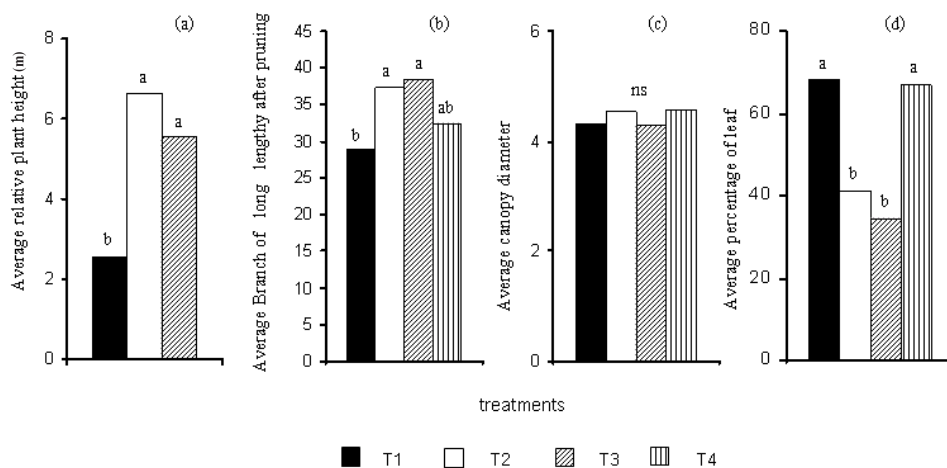 (a)
Average relative plant height (m)
8
6
4
2
0
b
a
a
(b)
Average Branch of long lengthy after pruning
45
40
35
30
25
20
15
10
5
0
b
a
a
ab
(c)
Average canopy diameter
6
4
2
0
ns
(d)
Average percentage of leaf
80
60
40
20
0
a
b
b
a
treatments
T1 T2 T3 T4